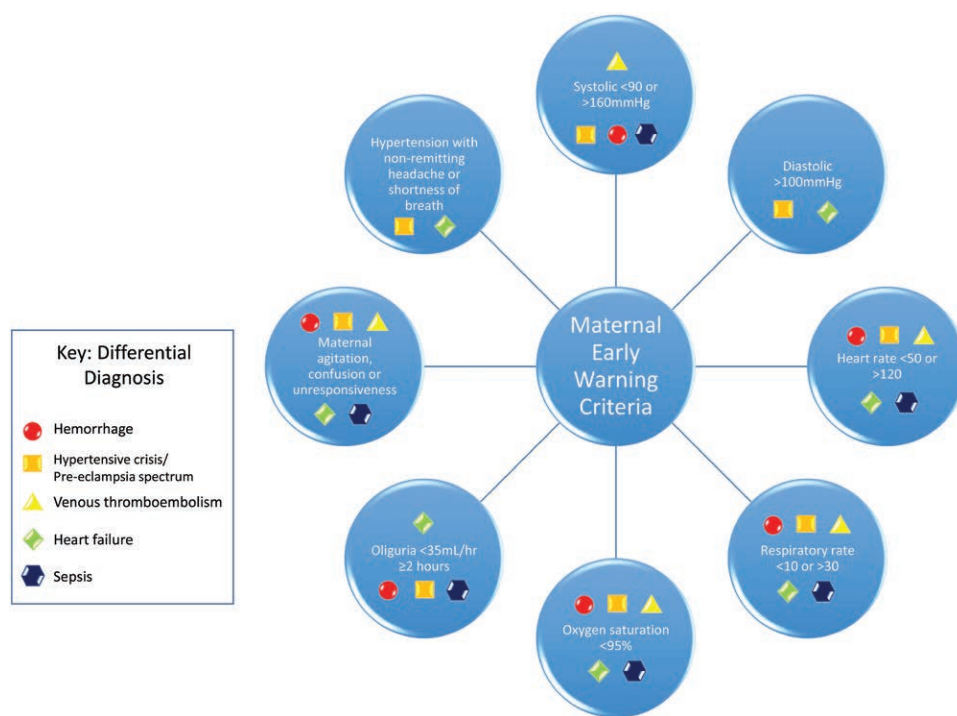 Systolic <90 or
>160mmHg
Hypertension with
non-remitting
headache or
shortness of
breath
Diastolic
>100mmHg
Maternal
Early
Warning
Criteria
Maternal
agitation,
confusion or
unresponsiveness
Heart rate <50 or
>120
Key: Differential
Diagnosis
Hemorrhage
Hypertensive crisis/
Pre-eclampsia spectrum
Venous thromboembolism
Heart failure
Sepsis
Oliguria <35mL/hr
≥2 hours
Respiratory rate
<10 or >30
Oxygen saturation
<95%